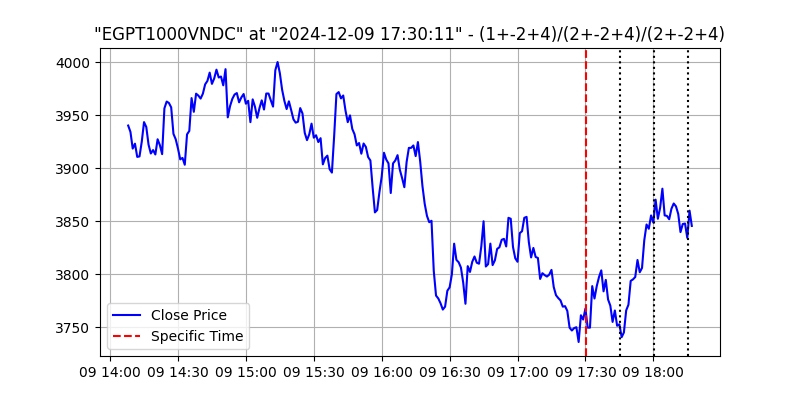 "EGPT1000VNDC" at "2024-12-09 17:30:11" - (1+-2+4)/(2+-2+4)/(2+-2+4)
4000
3950
3900
3850
3800
3750
Close Price
Specific Time
09 14:00 09 14:30 09 15:00 09 15:30 09 16:00 09 16:30 09 17:00 09 17:30 09 18:00